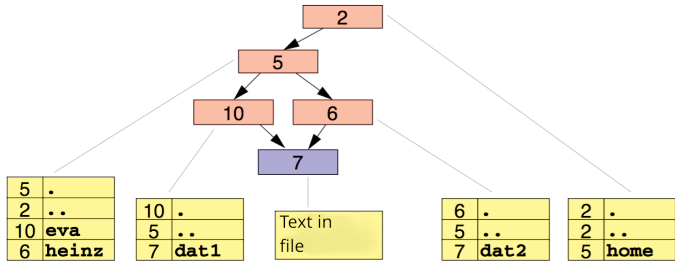 2
5
10
6
7
5 .
2 ..
10 eva
6 heinz
10 .
5 ..
7 dat1
Text in
file
6 .
5 ..
7 dat2
2 .
2 ..
5 home